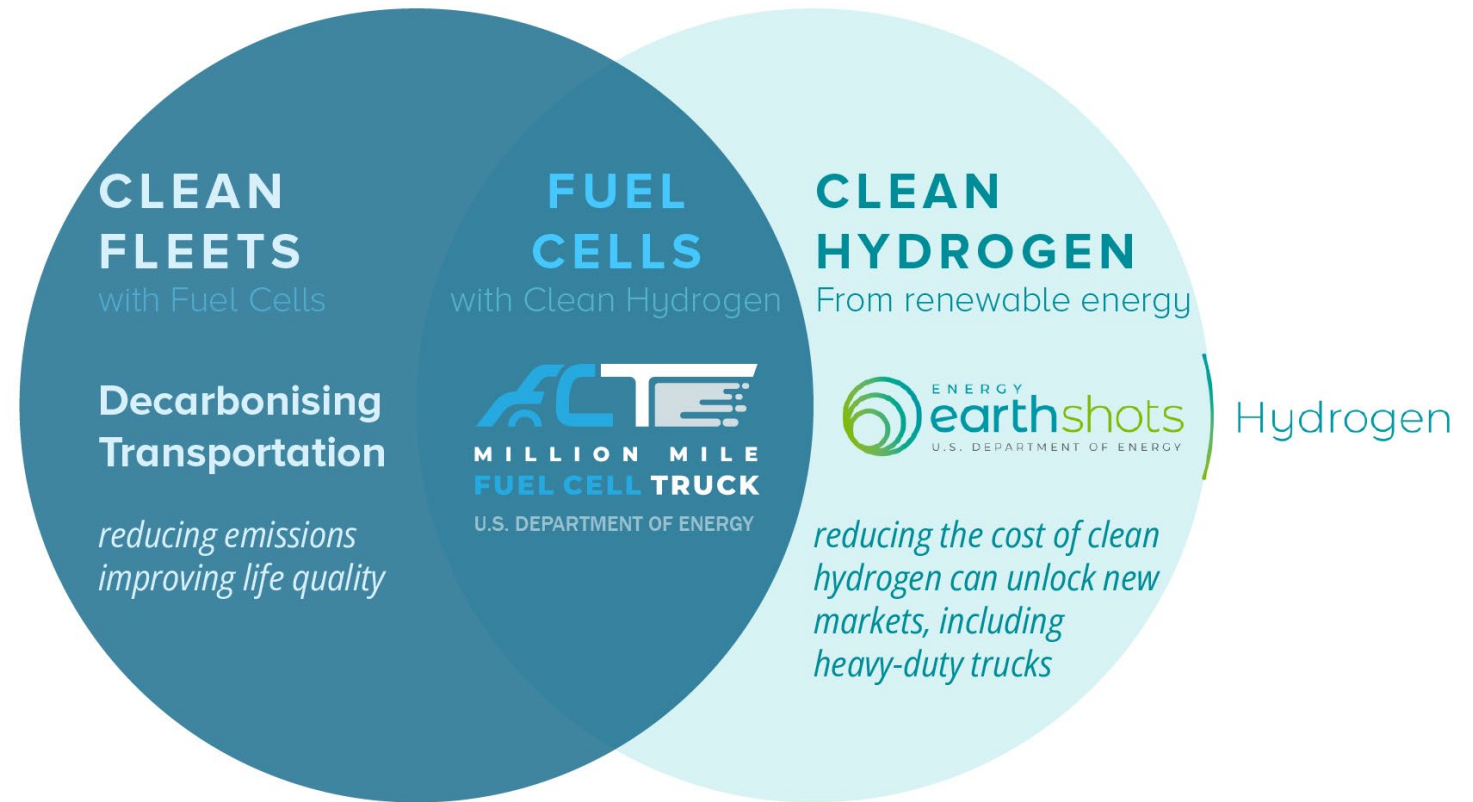 CLEAN
FLEETS
with Fuel Cells
Decarbonising
Transportation
reducing emissions
improving life quality
FUEL
CELLS
with Clean Hydrogen
FCT
MILLION MILE
FUEL CELL TRUCK
U.S. DEPARTMENT OF ENERGY
CLEAN
HYDROGEN
From renewable energy
ENERGY
earthshots
U.S. DEPARTMENT OF ENERGY
Hydrogen
reducing the cost of clean
hydrogen can unlock new
markets, including
heavy-duty trucks